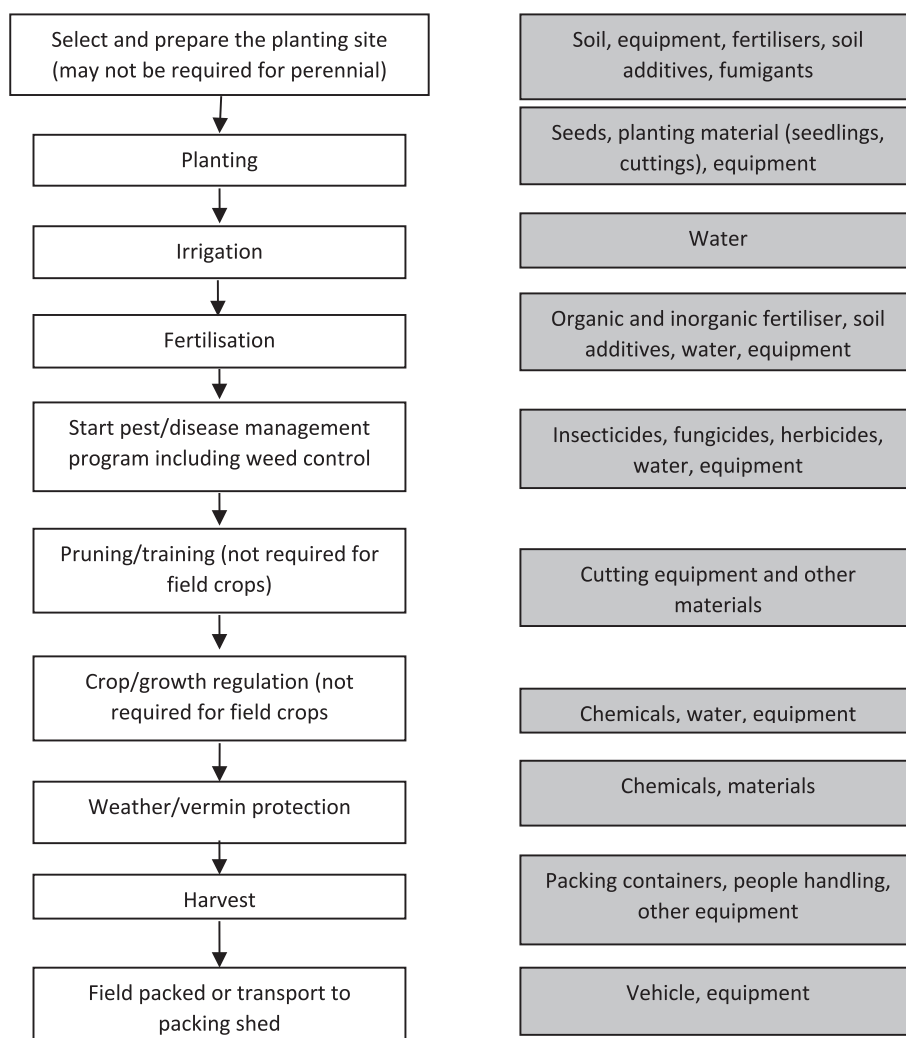 Select and prepare the planting site
(may not be required for perennial)
Soil, equipment, fertilisers, soil
additives, fumigants
Planting
Seeds, planting material (seedlings,
cuttings), equipment
Irrigation
Water
Fertilisation
Organic and inorganic fertiliser, soil
additives, water, equipment
Start pest/disease management
program including weed control
Insecticides, fungicides, herbicides,
water, equipment
Pruning/training (not required for
field crops)
Cutting equipment and other
materials
Crop/growth regulation (not
required for field crops
Chemicals, water, equipment
Weather/vermin protection
Chemicals, materials
Harvest
Packing containers, people handling,
other equipment
Field packed or transport to
packing shed
Vehicle, equipment